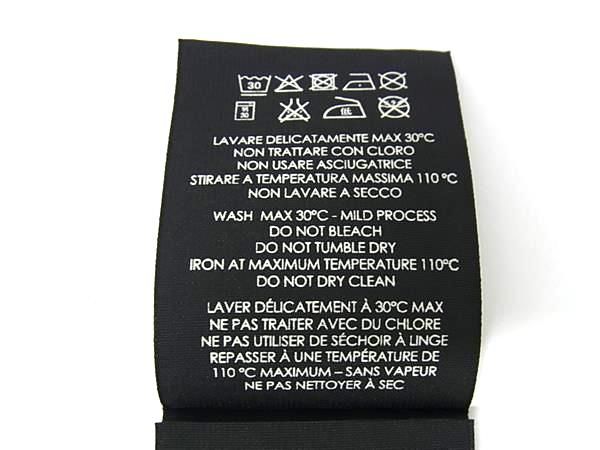 30
30
LAVARE DELICATAMENTE MAX 30°C
NON TRATTARE CON CLORO
NON USARE ASCIUGATRICE
STIRARE A TEMPERATURA MASSIMA 110 °C
NON LAVARE A SECCO
WASH MAX 30°C - MILD PROCESS
DO NOT BLEACH
DO NOT TUMBLE DRY
IRON AT MAXIMUM TEMPERATURE 110°C
DO NOT DRY CLEAN
LAVER DÉLICATEMENT À 30°C MAX
NE PAS TRAITER AVEC DU CHLORE
NE PAS UTILISER DE SÉCHOIR À LINGE
REPASSER À UNE TEMPÉRATURE DE
110 °C MAXIMUM – SANS VAPEUR
NE PAS NETTOYER À SEC